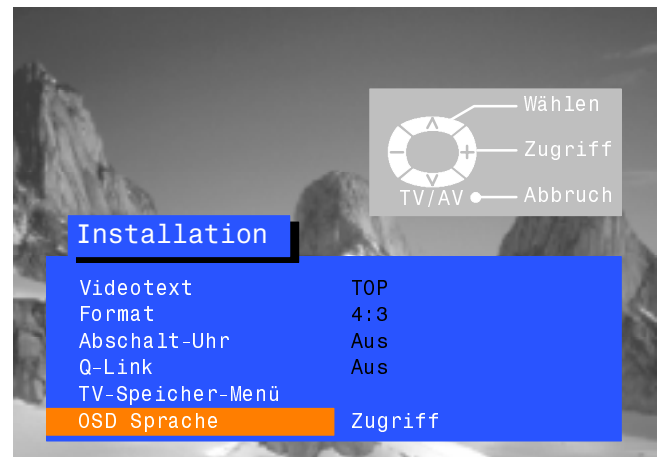 Wählen
Zugriff
TV/AV Abbruch
Installation
Videotext TOP
Format 4:3
Abschalt-Uhr Aus
Q-Link Aus
TV-Speicher-Menü
OSD Sprache Zugriff